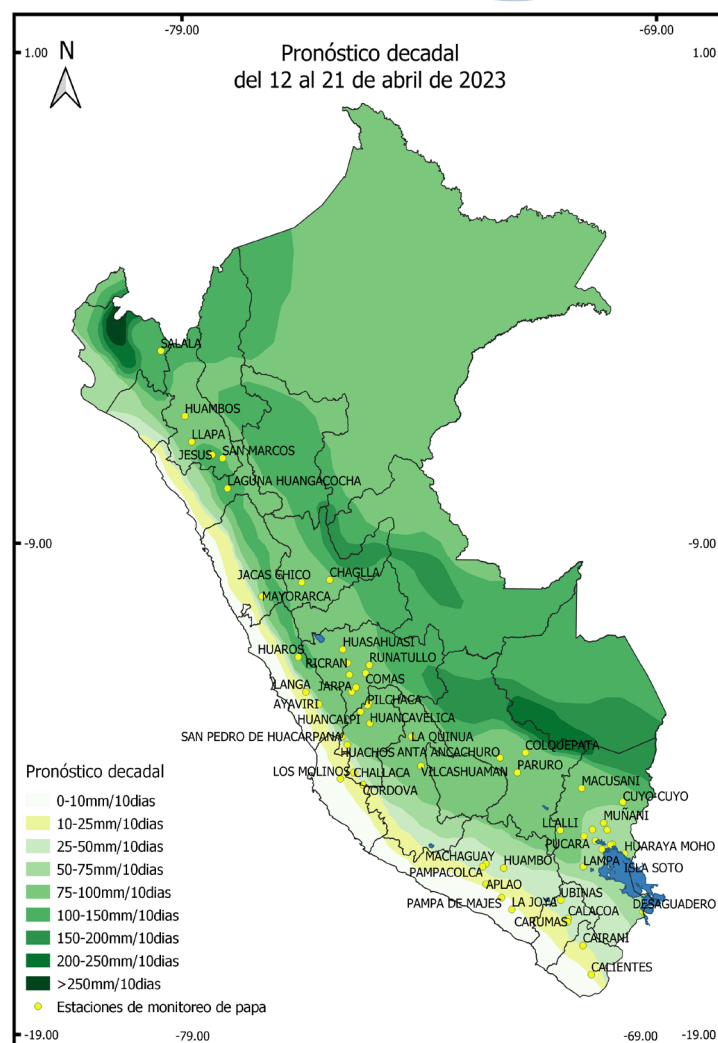 -79.00
-69.00
1.00
1.00
N
Pronóstico decadal
del 12 al 21 de abril de 2023
SALALA
HUAMBOS
LLAPA
JESUS
SAN MARCOS
LAGUNA HUANGACOCHA
-9.00
-9.00
JACAS CHICO
CHAGLLA
MAYORARCA
HUASAHUASI
HUAROS
RICRAN
RUNATULLO
COMAS
LANGA
JARPA
AYAVIRI
PILCHACA
HUANCALPI
HUANCAVELICA
SAN PEDRO DE HUACARPANA
LA QUINUA
HUACHOS
ANTA ANCACHURO
COLQUEPATA
LOS MOLINOS
CHALLACA
VILCASHUAMAN
PARURO
CORDOVA
MACUSANI
CUYO-CUYO
MUÑANI
LLALLI
PUCARA
HUARAYA MOHO
MACHAGUAY
HUAMBO
LAMPA
ISLA SOTO
PAMPACOLCA
APLAO
UBINAS
PAMPA DE MAJES
LA JOYA
CALACOA
DESAGUADERO
CARUMAS
CAIRANI
CALIENTES
Pronóstico decadal
0-10mm/10dias
10-25mm/10dias
25-50mm/10dias
50-75mm/10dias
75-100mm/10dias
100-150mm/10dias
150-200mm/10dias
200-250mm/10dias
>250mm/10dias
Estaciones de monitoreo de papa
-19.00
-79.00
-69.00
-19.00